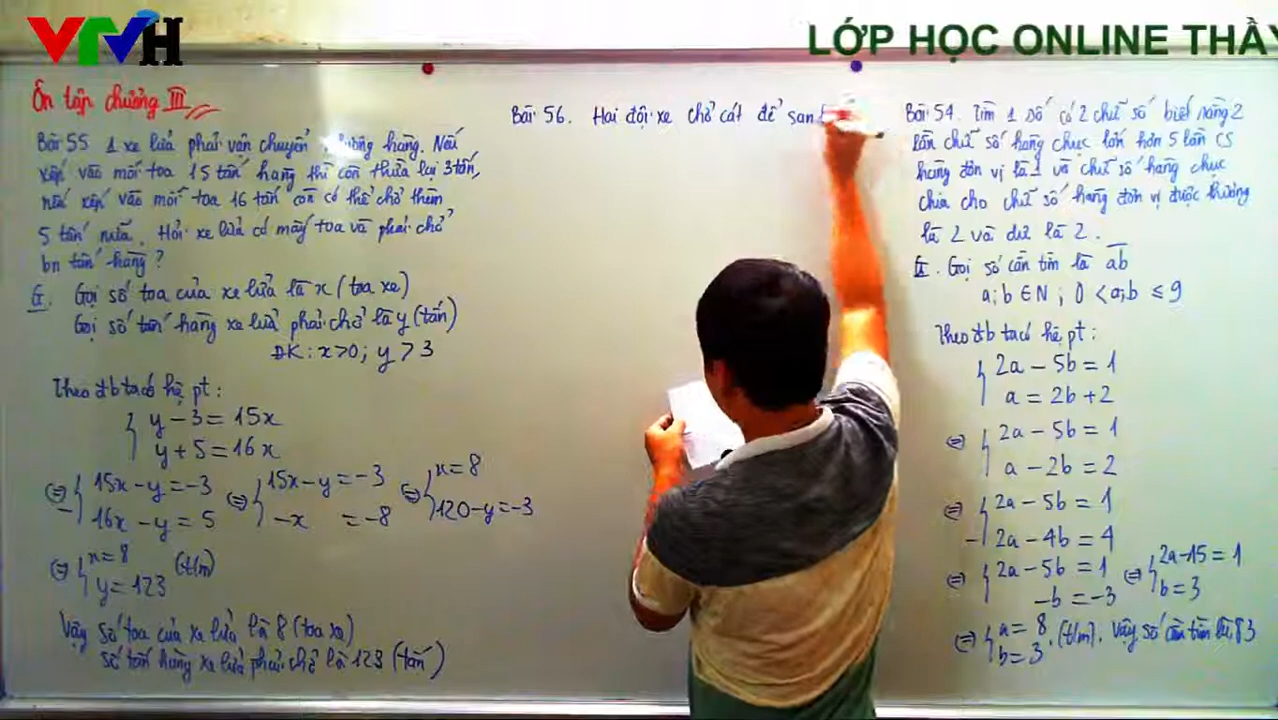 VTVH
LỚP HỌC ONLINE THẦY
Ôn tập chương III
Bài 55 1 xe lửa phải vận chuyển lượng hàng. Nếu
xếp vào mỗi toa 15 tấn hàng thì còn thừa lại 3 tấn,
nếu xếp vào mỗi toa 16 tấn còn có thể chở thêm
5 tấn nữa. Hỏi xe lửa có mấy toa và phải chở
bn tấn hàng?
G. Gọi số toa của xe lửa là x (toa xe)
Gọi số tấn hàng xe lửa phải chở là y (tấn)
ĐK: x>0; y > 3
Theo đb ta có hệ pt:
{ y - 3 = 15x
y + 5 = 16x
⇔ { 15x - y = -3 ⇔ { 15x - y = -3 ⇔ { x = 8
- 16x - y = 5 -x = -8 120 - y = -3
⇔ { x = 8 (t/m)
y = 123
Vậy số toa của xe lửa là 8 (toa xe)
số tấn hàng xe lửa phải chở là 123 (tấn)
Bài 56. Hai đội xe chở cát để san
Bài 54. Tìm 1 số có 2 chữ số biết rằng 2
lần chữ số hàng chục lớn hơn 5 lần CS
hàng đơn vị là 1 và chữ số hàng chục
chia cho chữ số hàng đơn vị được thương
là 2 và dư là 2.
G. Gọi số cần tìm là a͞b
a;b ∈ N; 0 < a;b ≤ 9
Theo đb ta có hệ pt:
{ 2a - 5b = 1
a = 2b + 2
⇔ { 2a - 5b = 1
a - 2b = 2
⇔ { 2a - 5b = 1
- 2a - 4b = 4
⇔ { 2a - 5b = 1 ⇔ { 2a - 15 = 1
-b = -3 b = 3
⇔ { a = 8 (t/m). Vậy số cần tìm là 83
b = 3